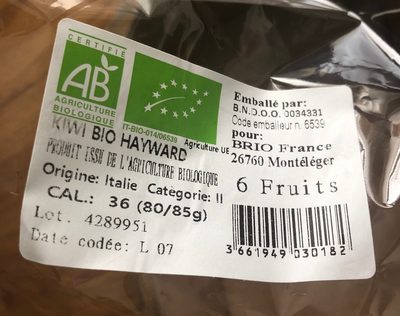 CERTIFIÉ
AB
AGRICULTURE
BIOLOGIQUE
IT-BIO-014/06539
Agriculture UE
KIWI BIO HAYWARD
PRODUIT ISSU DE L'AGRICULTURE BIOLOGIQUE
Origine: Italie Catégorie: II
CAL.: 36 (80/85g)
Lot: 4289951
Date codée: L 07
Emballé par:
B.N.D.O.O. 0034331
Code emballeur n. 6539
pour:
BRIO France
26760 Montéléger
6 Fruits
3 661949 030182